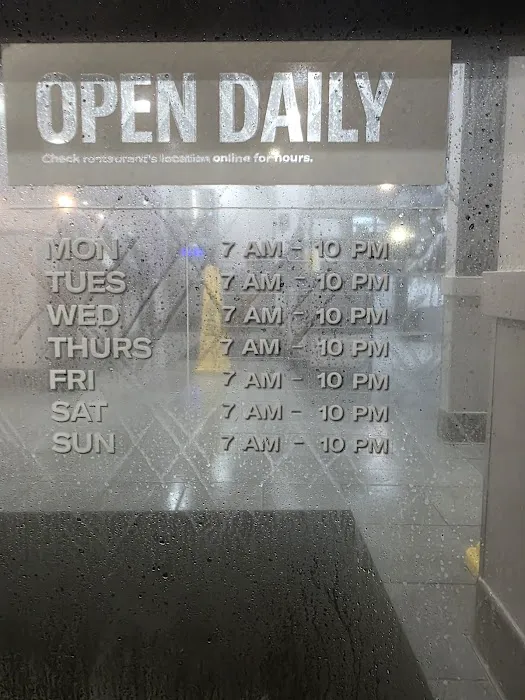 OPEN DAILY
Check restaurant's location online for hours.
MON 7 AM - 10 PM
TUES 7 AM - 10 PM
WED 7 AM - 10 PM
THURS 7 AM - 10 PM
FRI 7 AM - 10 PM
SAT 7 AM - 10 PM
SUN 7 AM - 10 PM